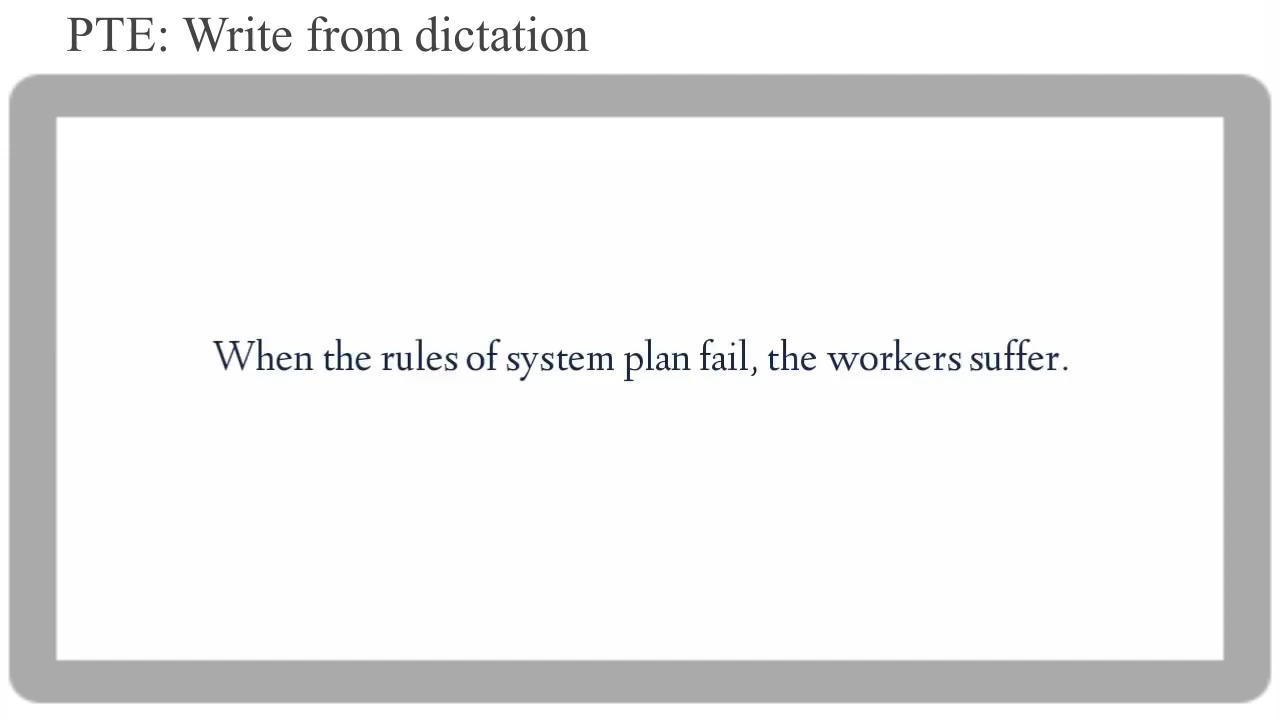 PTE: Write from dictation
When the rules of system plan fail, the workers suffer.